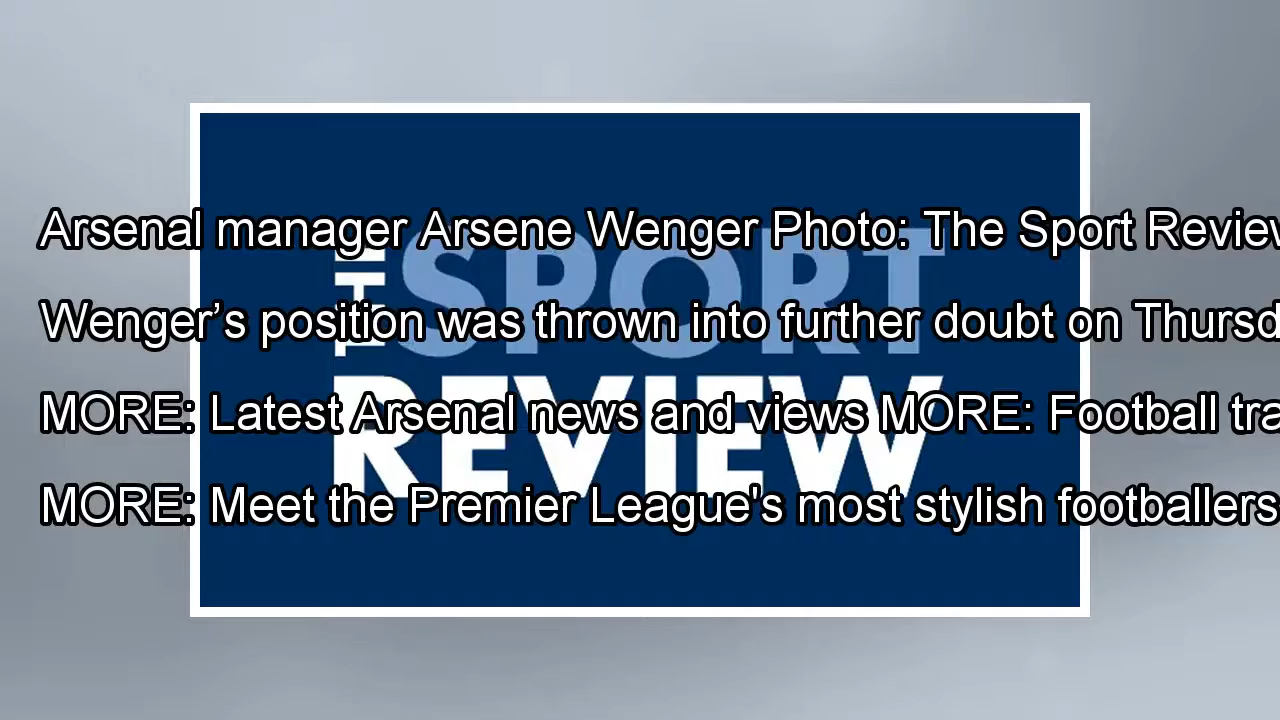 Arsenal manager Arsene Wenger Photo: The Sport Review
Wenger’s position was thrown into further doubt on
MORE: Latest Arsenal news and views MORE: Football
MORE: Meet the Premier League's most stylish footballers
THE
SPORT
REVIEW